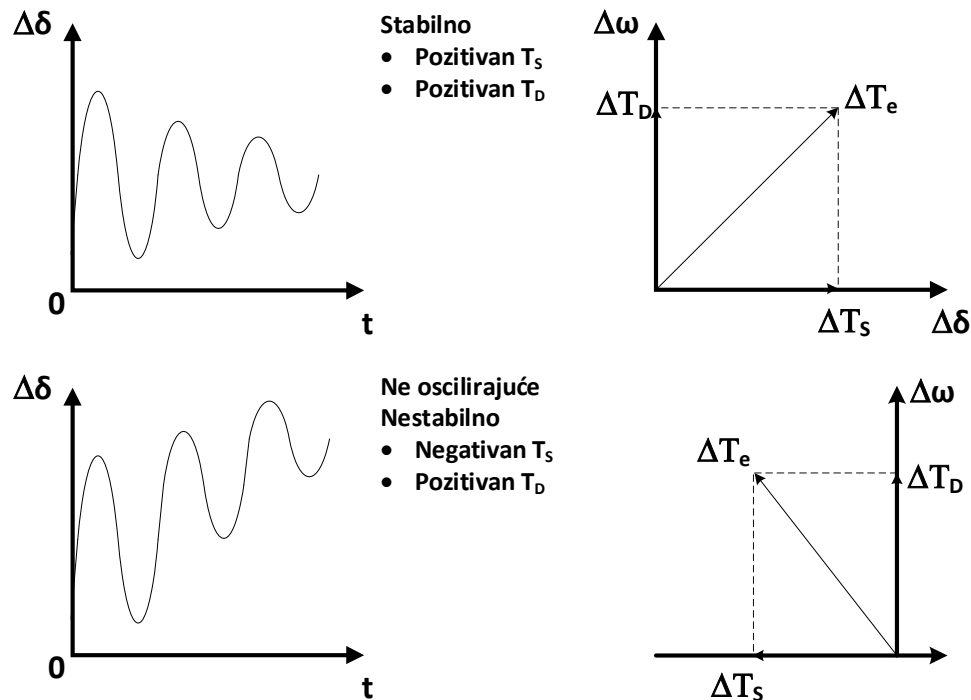 Δδ
Stabilno
• Pozitivan TS
• Pozitivan TD
Δω
ΔTD
ΔTe
0
t
ΔTS
Δδ
Δδ
Ne oscilirajuće
Nestabilno
• Negativan TS
• Pozitivan TD
Δω
ΔTe
ΔTD
0
t
ΔTS